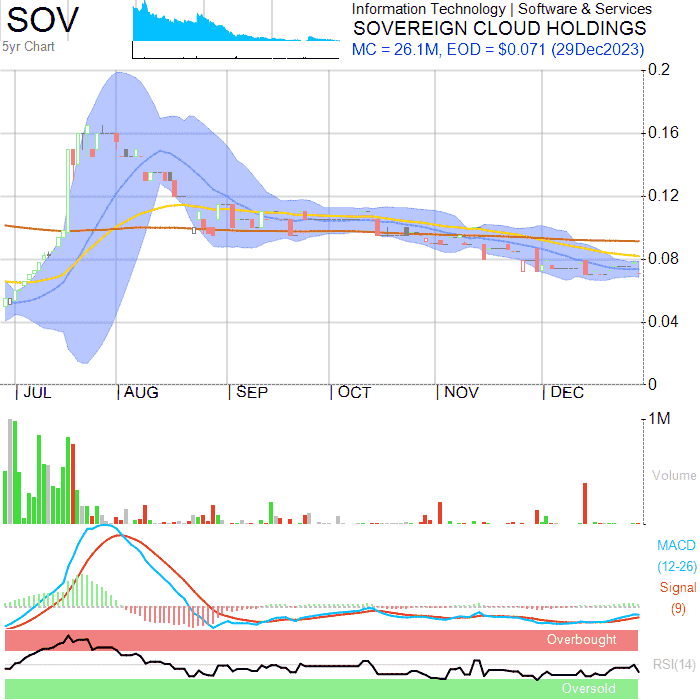 SOV
5yr Chart
Information Technology | Software & Services
SOVEREIGN CLOUD HOLDINGS
MC = 26.1M, EOD = $0.071 (29Dec2023)
0.2
0.16
0.12
0.08
0.04
0
| JUL | AUG | SEP | OCT | NOV | DEC
1M
Volume
MACD
(12-26)
Signal
(9)
Overbought
RSI(14)
Oversold